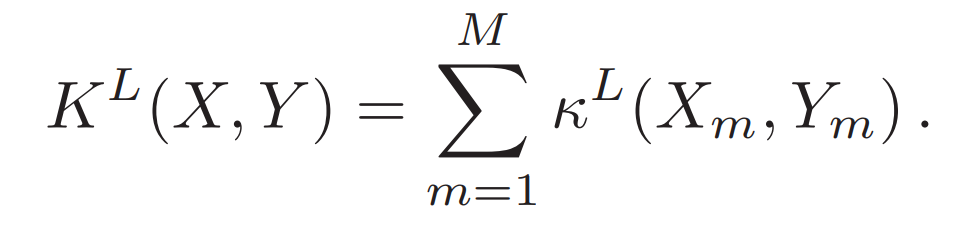 $K^L(X, Y) = \sum_{m=1}^{M} \kappa^L(X_m, Y_m) \, .$